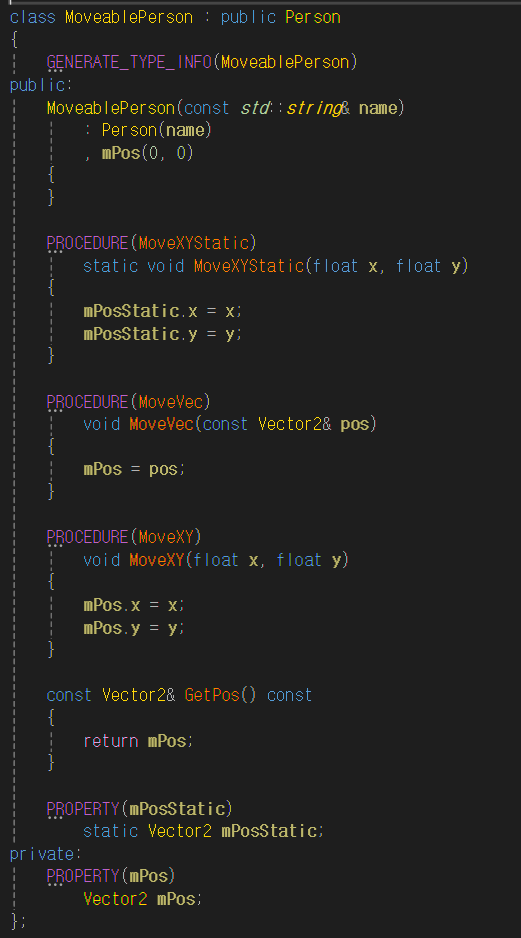 class MoveablePerson : public Person
{
GENERATE_TYPE_INFO(MoveablePerson)
public:
MoveablePerson(const std::string& name)
: Person(name)
, mPos(0, 0)
{
}
PROCEDURE(MoveXYStatic)
static void MoveXYStatic(float x, float y)
{
mPosStatic.x = x;
mPosStatic.y = y;
}
PROCEDURE(MoveVec)
void MoveVec(const Vector2& pos)
{
mPos = pos;
}
PROCEDURE(MoveXY)
void MoveXY(float x, float y)
{
mPos.x = x;
mPos.y = y;
}
const Vector2& GetPos() const
{
return mPos;
}
PROPERTY(mPosStatic)
static Vector2 mPosStatic;
private:
PROPERTY(mPos)
Vector2 mPos;
};